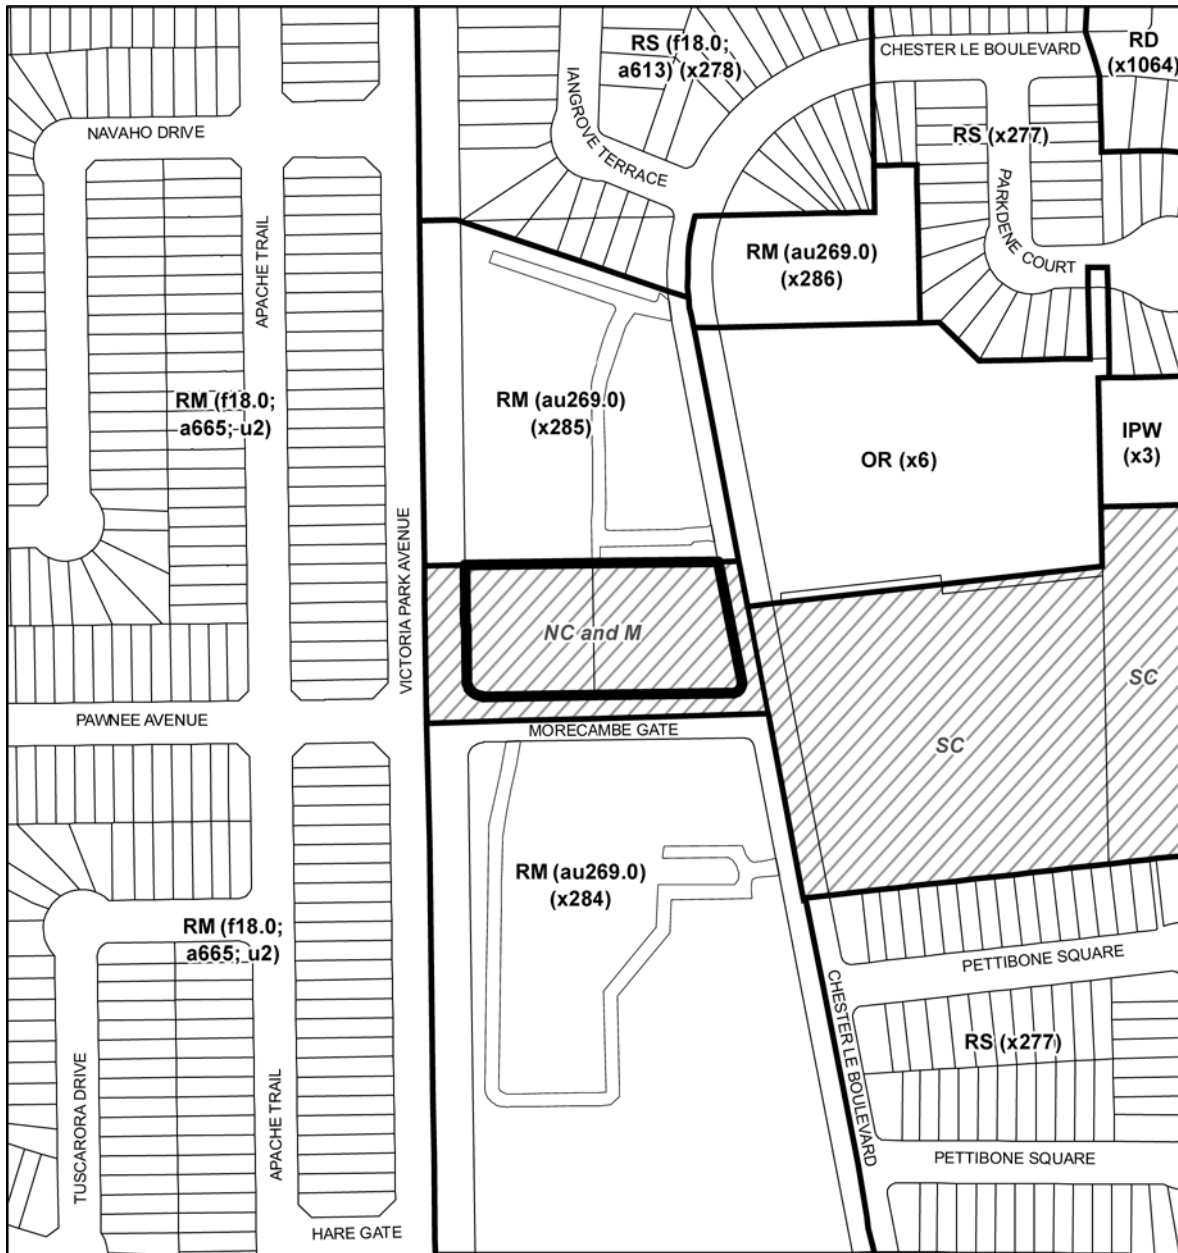 RS (f18.0;
a613) (x278)
CHESTER LE BOULEVARD
RD
(x1064)
NAVAHO DRIVE
IANGROVE TERRACE
RS (x277)
PARKDENE COURT
APACHE TRAIL
RM (au269.0)
(x286)
RM (f18.0;
a665; u2)
RM (au269.0)
(x285)
OR (x6)
IPW
(x3)
VICTORIA PARK AVENUE
NC and M
SC
SC
PAWNEE AVENUE
MORECAMBE GATE
RM (au269.0)
(x284)
RM (f18.0;
a665; u2)
PETTIBONE SQUARE
CHESTER LE BOULEVARD
RS (x277)
TUSCARORA DRIVE
APACHE TRAIL
PETTIBONE SQUARE
HARE GATE